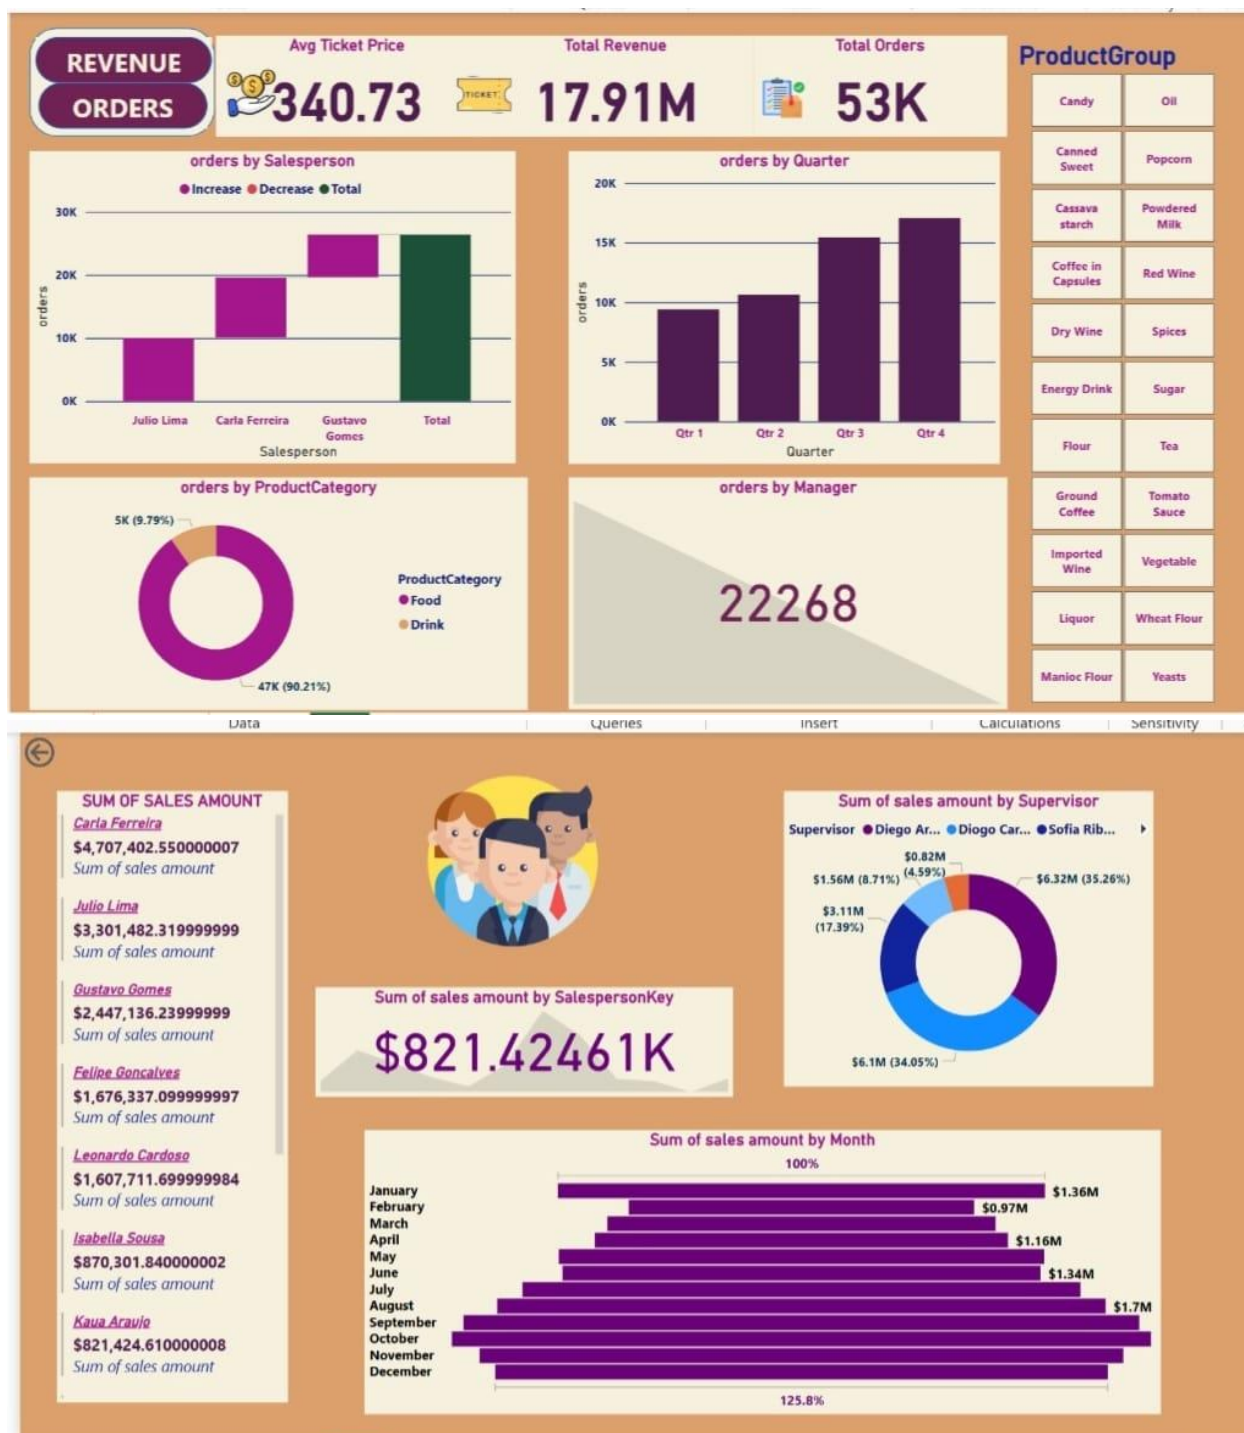 REVENUE
ORDERS
Avg Ticket Price
340.73
TICKET
Total Revenue
17.91M
Total Orders
53K
ProductGroup
Candy
Oil
Canned
Sweet
Popcorn
Cassava
starch
Powdered
Milk
Coffee in
Capsules
Red Wine
Dry Wine
Spices
Energy Drink
Sugar
Flour
Tea
Ground
Coffee
Tomato
Sauce
Imported
Wine
Vegetable
Liquor
Wheat Flour
Manioc Flour
Yeasts
orders by Salesperson
Increase Decrease Total
30K
20K
10K
0K
orders
Julio Lima
Carla Ferreira
Gustavo
Gomes
Total
Salesperson
orders by Quarter
20K
15K
10K
5K
0K
orders
Qtr 1
Qtr 2
Qtr 3
Qtr 4
Quarter
orders by ProductCategory
5K (9.79%)
47K (90.21%)
ProductCategory
Food
Drink
orders by Manager
22268
Data
Queries
Insert
Calculations
Sensitivity
SUM OF SALES AMOUNT
Carla Ferreira
$4,707,402.550000007
Sum of sales amount
Julio Lima
$3,301,482.319999999
Sum of sales amount
Gustavo Gomes
$2,447,136.23999999
Sum of sales amount
Felipe Goncalves
$1,676,337.099999997
Sum of sales amount
Leonardo Cardoso
$1,607,711.699999984
Sum of sales amount
Isabella Sousa
$870,301.840000002
Sum of sales amount
Kaua Araujo
$821,424.610000008
Sum of sales amount
Sum of sales amount by SalespersonKey
$821.42461K
Sum of sales amount by Supervisor
Supervisor Diego Ar... Diogo Car... Sofia Rib...
$0.82M
(4.59%)
$1.56M (8.71%)
$6.32M (35.26%)
$3.11M
(17.39%)
$6.1M (34.05%)
Sum of sales amount by Month
100%
January $1.36M
February $0.97M
March
April $1.16M
May
June $1.34M
July
August $1.7M
September
October
November
December
125.8%